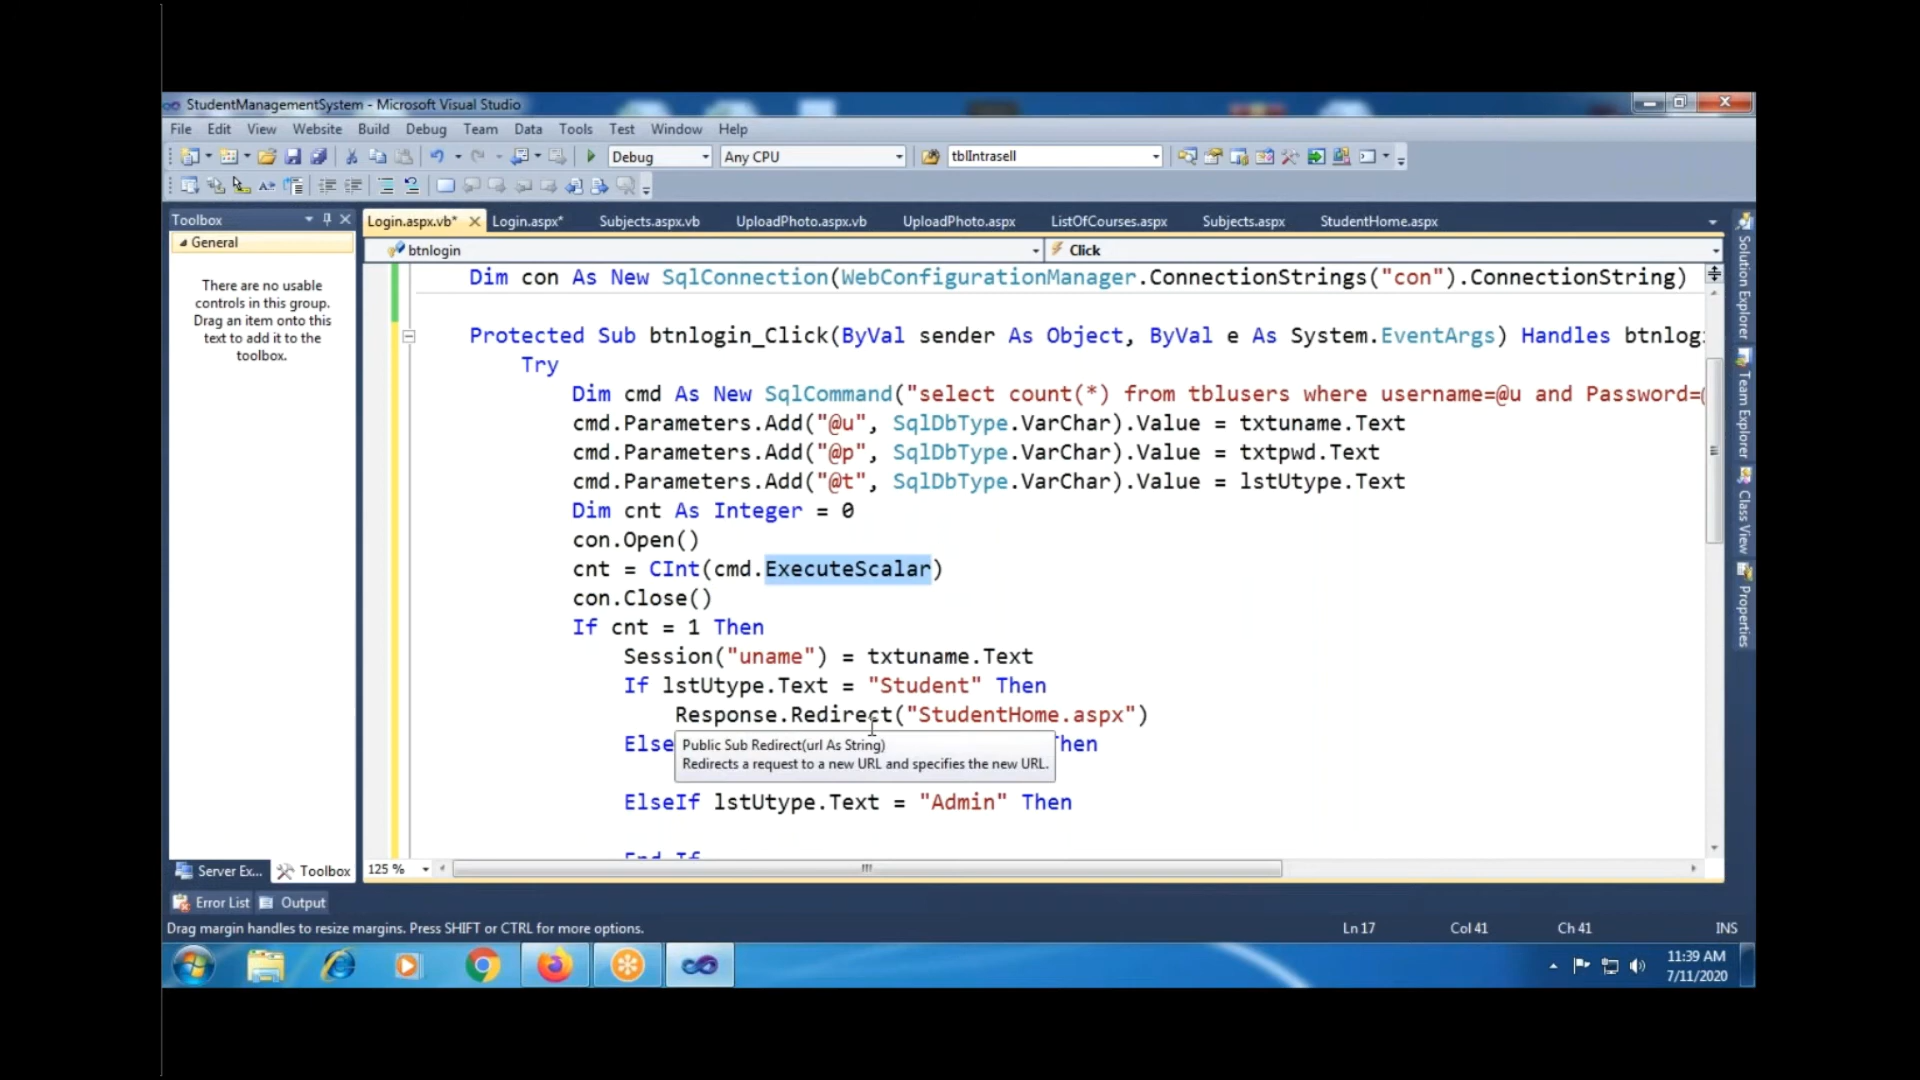 StudentManagementSystem - Microsoft Visual Studio
File Edit View Website Build Debug Team Data Tools Test Window Help
Debug Any CPU tblIntrasell
Toolbox
Login.aspx.vb* Login.aspx* Subjects.aspx.vb UploadPhoto.aspx.vb UploadPhoto.aspx ListOfCourses.aspx Subjects.aspx StudentHome.aspx
General
btnlogin Click
There are no usable
controls in this group.
Drag an item onto this
text to add it to the
toolbox.
Dim con As New SqlConnection(WebConfigurationManager.ConnectionStrings("con").ConnectionString)
Protected Sub btnlogin_Click(ByVal sender As Object, ByVal e As System.EventArgs) Handles btnlog
Try
Dim cmd As New SqlCommand("select count(*) from tblusers where username=@u and Password=@
cmd.Parameters.Add("@u", SqlDbType.VarChar).Value = txtuname.Text
cmd.Parameters.Add("@p", SqlDbType.VarChar).Value = txtpwd.Text
cmd.Parameters.Add("@t", SqlDbType.VarChar).Value = lstUtype.Text
Dim cnt As Integer = 0
con.Open()
cnt = CInt(cmd.ExecuteScalar)
con.Close()
If cnt = 1 Then
Session("uname") = txtuname.Text
If lstUtype.Text = "Student" Then
Response.Redirect("StudentHome.aspx")
Else hen
Public Sub Redirect(url As String)
Redirects a request to a new URL and specifies the new URL.
ElseIf lstUtype.Text = "Admin" Then
End If
Solution Explorer
Team Explorer
Class View
Properties
Server Ex... Toolbox 125 %
Error List Output
Drag margin handles to resize margins. Press SHIFT or CTRL for more options. Ln 17 Col 41 Ch 41 INS
11:39 AM
7/11/2020